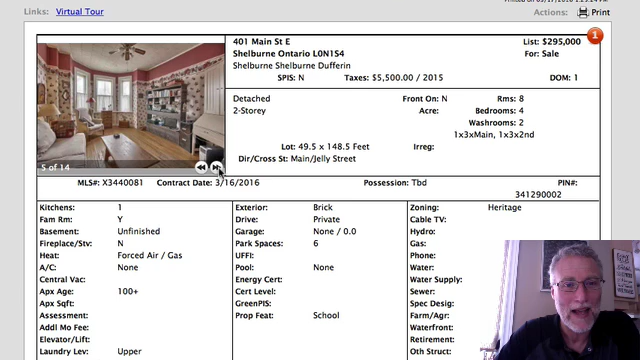 Links: Virtual Tour
Actions: Print
1
401 Main St E
List: $295,000
Shelburne Ontario L0N1S4
For: Sale
Shelburne Shelburne Dufferin
SPIS: N
Taxes: $5,500.00 / 2015
DOM: 1
Detached
Front On: N
Rms: 8
2-Storey
Acre:
Bedrooms: 4
Washrooms: 2
1x3xMain, 1x3x2nd
Lot: 49.5 x 148.5 Feet
Irreg:
Dir/Cross St: Main/Jelly Street
5 of 14
MLS#: X3440081
Contract Date: 3/16/2016
Possession: Tbd
PIN#:
341290002
Kitchens: 1
Exterior: Brick
Zoning: Heritage
Fam Rm: Y
Drive: Private
Cable TV:
Basement: Unfinished
Garage: None / 0.0
Hydro:
Fireplace/Stv: N
Park Spaces: 6
Gas:
Heat: Forced Air / Gas
UFFI:
Phone:
A/C: None
Pool: None
Water:
Central Vac:
Energy Cert:
Water Supply:
Apx Age: 100+
Cert Level:
Sewer:
Apx Sqft:
GreenPIS:
Spec Desig:
Assessment:
Prop Feat: School
Farm/Agr:
Addl Mo Fee:
Waterfront:
Elevator/Lift:
Retirement:
Laundry Lev: Upper
Oth Struct: